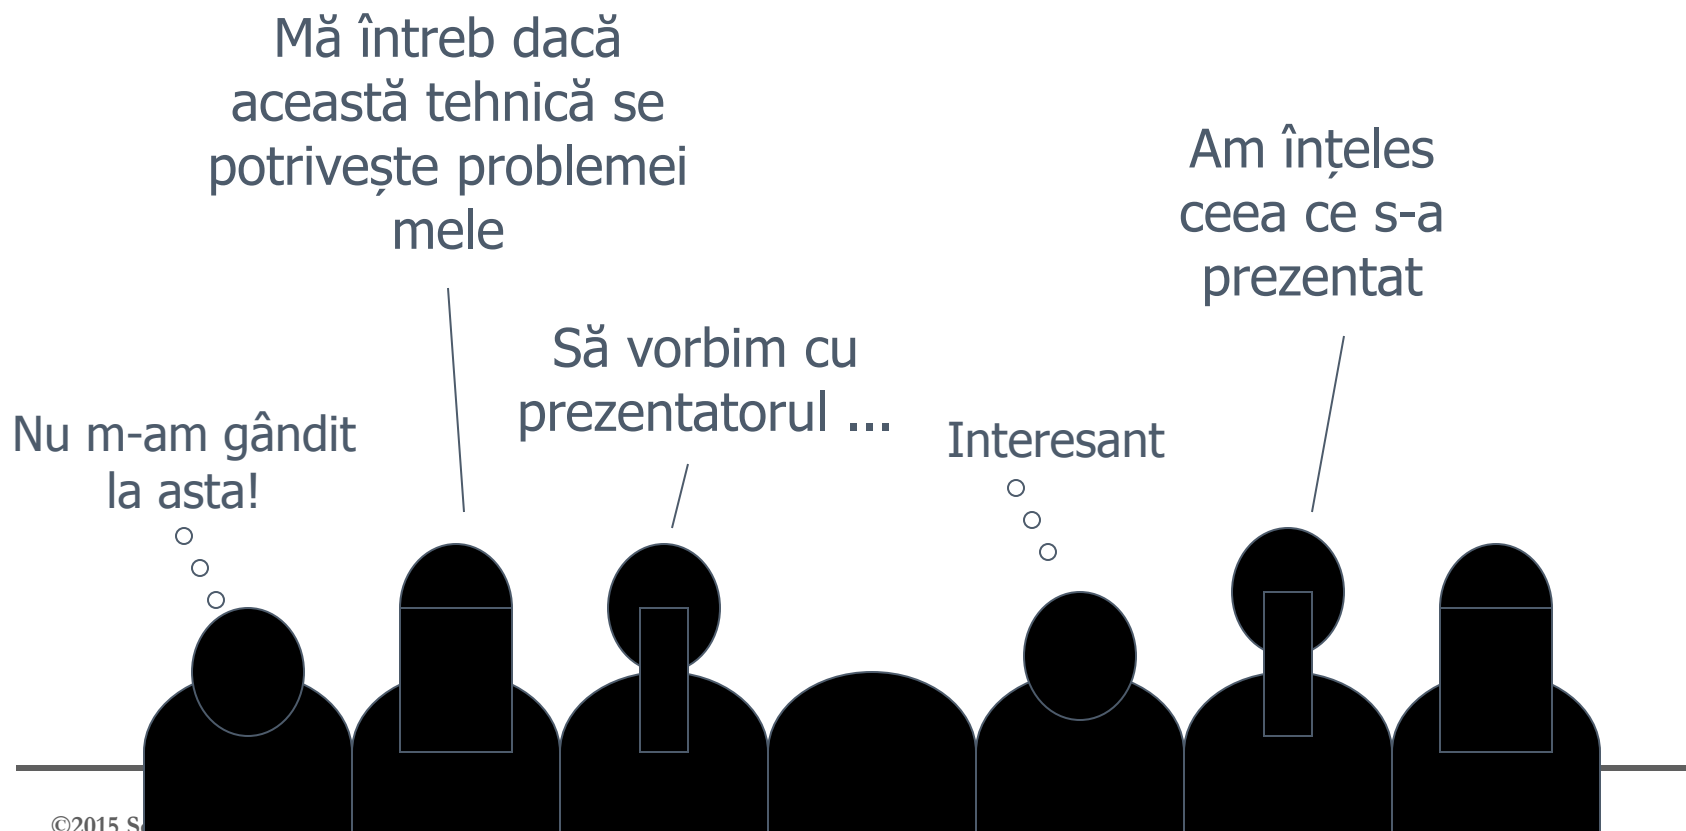 Mă întreb dacă
această tehnică se
potrivește problemei
mele
Am înțeles
ceea ce s-a
prezentat
Să vorbim cu
prezentatorul ...
Nu m-am gândit
la asta!
Interesant
©2015